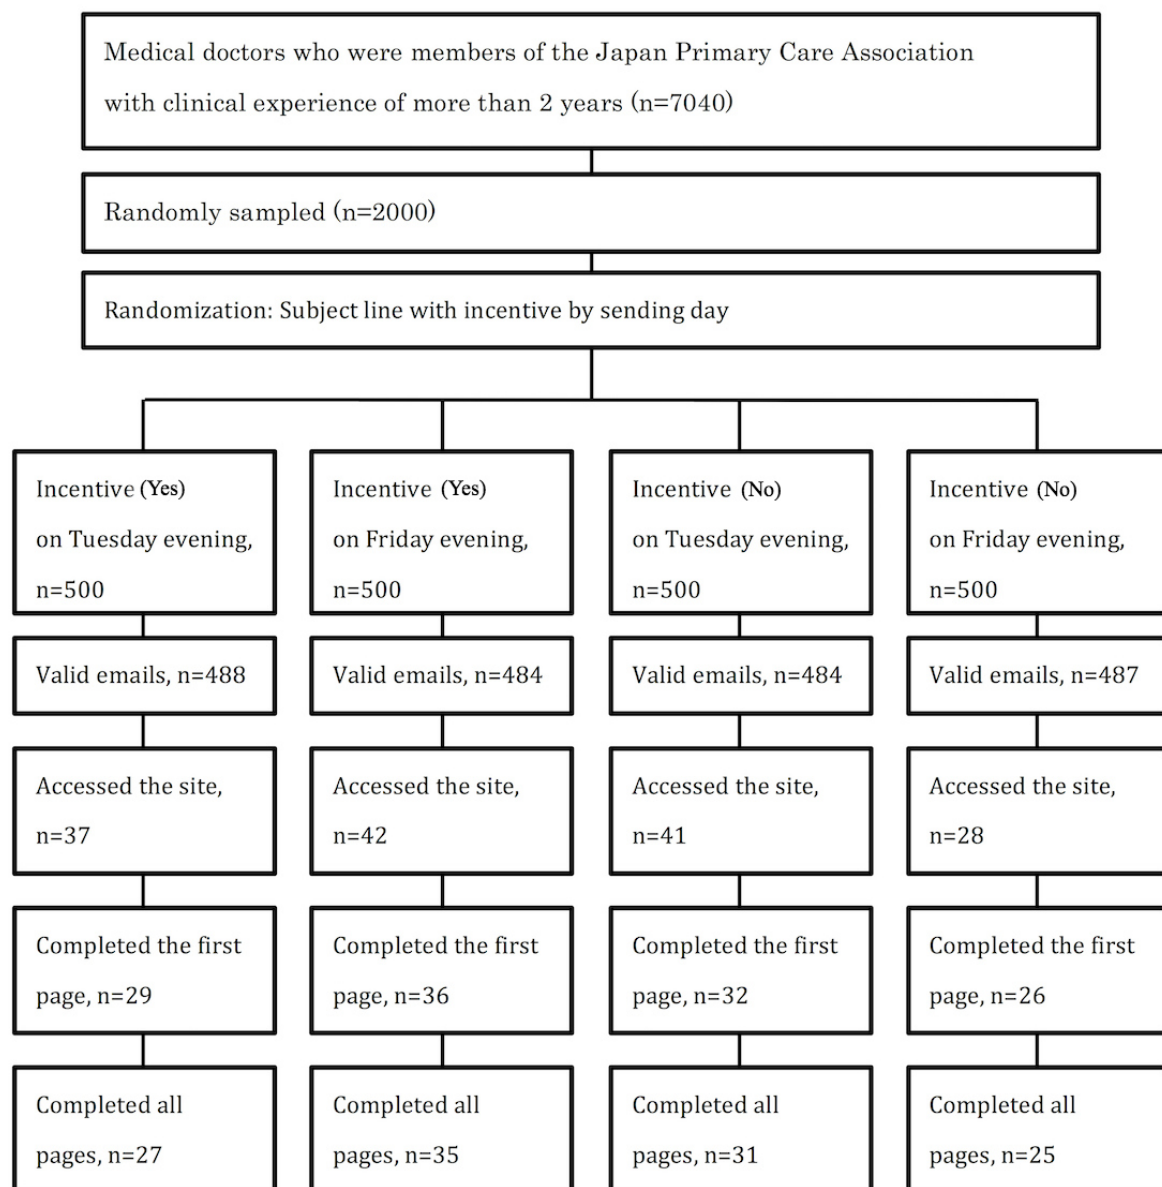 Medical doctors who were members of the Japan Primary Care Association
with clinical experience of more than 2 years (n=7040)
Randomly sampled (n=2000)
Randomization: Subject line with incentive by sending day
Incentive (Yes)
on Tuesday evening,
n=500
Incentive (Yes)
on Friday evening,
n=500
Incentive (No)
on Tuesday evening,
n=500
Incentive (No)
on Friday evening,
n=500
Valid emails, n=488
Valid emails, n=484
Valid emails, n=484
Valid emails, n=487
Accessed the site,
n=37
Accessed the site,
n=42
Accessed the site,
n=41
Accessed the site,
n=28
Completed the first
page, n=29
Completed the first
page, n=36
Completed the first
page, n=32
Completed the first
page, n=26
Completed all
pages, n=27
Completed all
pages, n=35
Completed all
pages, n=31
Completed all
pages, n=25